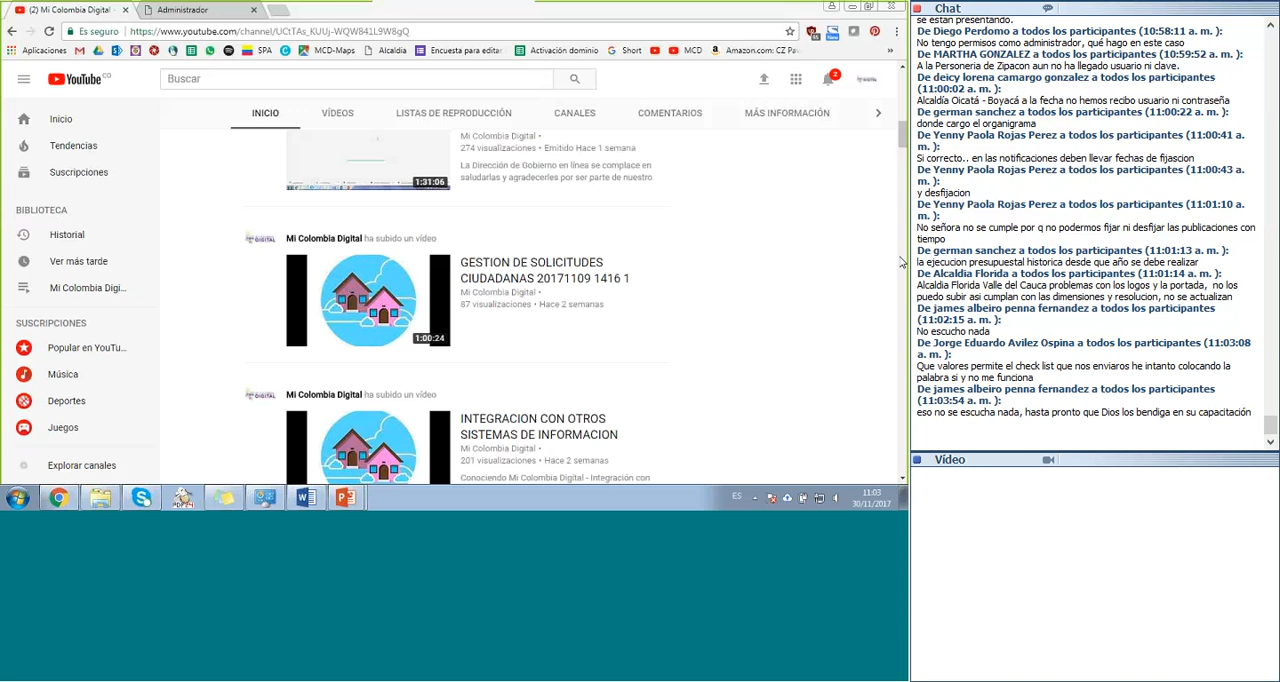 (2) Mi Colombia Digital
Administrador
Es seguro
https://www.youtube.com/channel/UCtTAs_KUUj-WQW841L9W8gQ
Aplicaciones
SPA
MCD-Maps
Alcaldia
Encuesta para editar
Activación dominio
Short
MCD
Amazon.com: CZ Pa
YouTube CO
Buscar
2
Inicio
Tendencias
Suscripciones
BIBLIOTECA
Historial
Ver más tarde
Mi Colombia Digi...
SUSCRIPCIONES
Popular en YouTu...
Música
Deportes
Juegos
Explorar canales
INICIO
VÍDEOS
LISTAS DE REPRODUCCIÓN
CANALES
COMENTARIOS
MÁS INFORMACIÓN
Mi Colombia Digital •
274 visualizaciones • Emitido Hace 1 semana
La Dirección de Gobierno en línea se complace en
saludarlas y agradecerles por ser parte de nuestro
1:31:06
Mi Colombia Digital ha subido un vídeo
GESTION DE SOLICITUDES
CIUDADANAS 20171109 1416 1
Mi Colombia Digital •
87 visualizaciones • Hace 2 semanas
1:00:24
Mi Colombia Digital ha subido un vídeo
INTEGRACION CON OTROS
SISTEMAS DE INFORMACION
Mi Colombia Digital •
201 visualizaciones • Hace 2 semanas
Conociendo Mi Colombia Digital - Integración con
ES
11:03
30/11/2017
Chat
se estan presentando.
De Diego Perdomo a todos los participantes (10:58:11 a. m. ):
No tengo permisos como administrador, qué hago en este caso
De MARTHA GONZALEZ a todos los participantes (10:59:52 a. m. ):
A la Personeria de Zipacon aun no ha llegado usuario ni clave.
De deicy lorena camargo gonzalez a todos los participantes
(11:00:02 a. m. ):
Alcaldía Oicatá - Boyacá a la fecha no hemos recibo usuario ni contraseña
De german sanchez a todos los participantes (11:00:22 a. m. ):
donde cargo el organigrama
De Yenny Paola Rojas Perez a todos los participantes (11:00:41 a.
m. ):
Si correcto.. en las notificaciones deben llevar fechas de fijascion
De Yenny Paola Rojas Perez a todos los participantes (11:00:43 a.
m. ):
y desfijacion
De Yenny Paola Rojas Perez a todos los participantes (11:01:10 a.
m. ):
No señora no se cumple por q no podermos fijar ni desfijar las publicaciones con
tiempo
De german sanchez a todos los participantes (11:01:13 a. m. ):
la ejecucion presupuestal historica desde que año se debe realizar
De Alcaldia Florida a todos los participantes (11:01:14 a. m. ):
Alcaldia Florida Valle del Cauca problemas con los logos y la portada, no los
puedo subir asi cumplan con las dimensiones y resolucion, no se actualizan
De james albeiro penna fernandez a todos los participantes
(11:02:15 a. m. ):
No escucho nada
De Jorge Eduardo Avilez Ospina a todos los participantes (11:03:08
a. m. ):
Que valores permite el check list que nos enviaros he intanto colocando la
palabra si y no me funciona
De james albeiro penna fernandez a todos los participantes
(11:03:54 a. m. ):
eso no se escucha nada, hasta pronto que Dios los bendiga en su capacitación
Vídeo